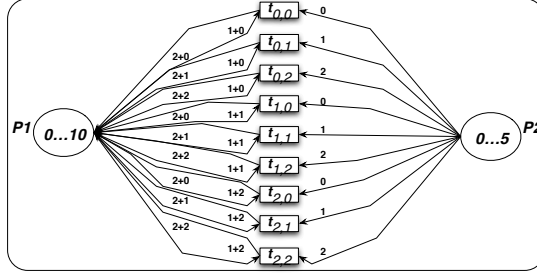 t0,0
0
1+0
2+0
t0,1
1
1+0
2+1
t0,2
2
1+0
2+2
t1,0
0
2+0
1+1
P1
0...10
t1,1
1
2+1
1+1
0...5
P2
t1,2
2
2+2
1+1
t2,0
0
2+0
1+2
t2,1
1
2+1
1+2
t2,2
2
2+2
1+2